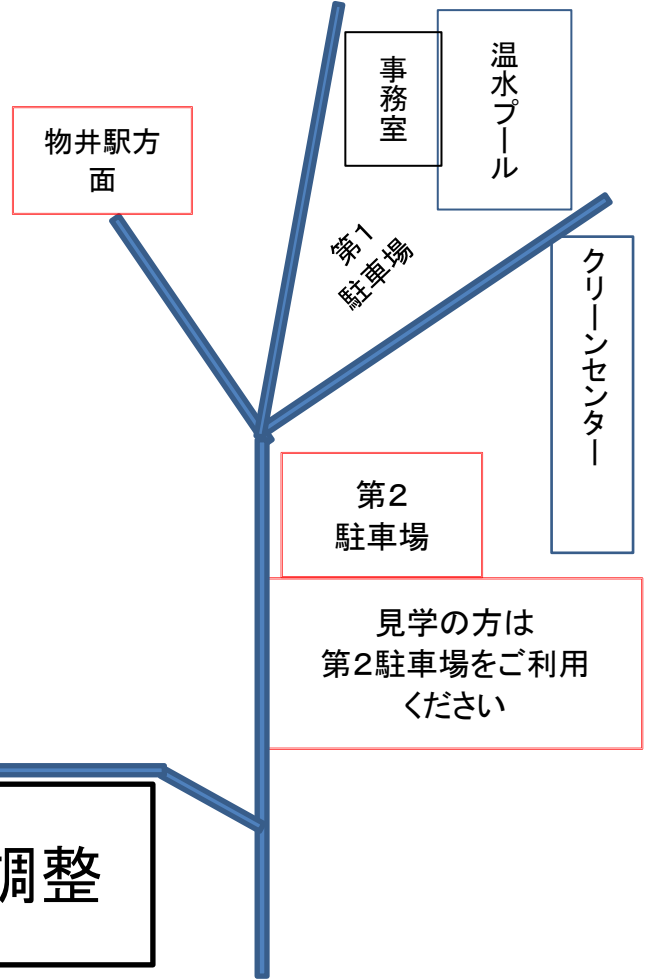 事務室
温水プール
物井駅方
面
第1
駐車場
クリーンセンター
第2
駐車場
見学の方は
第2駐車場をご利用
ください
調整